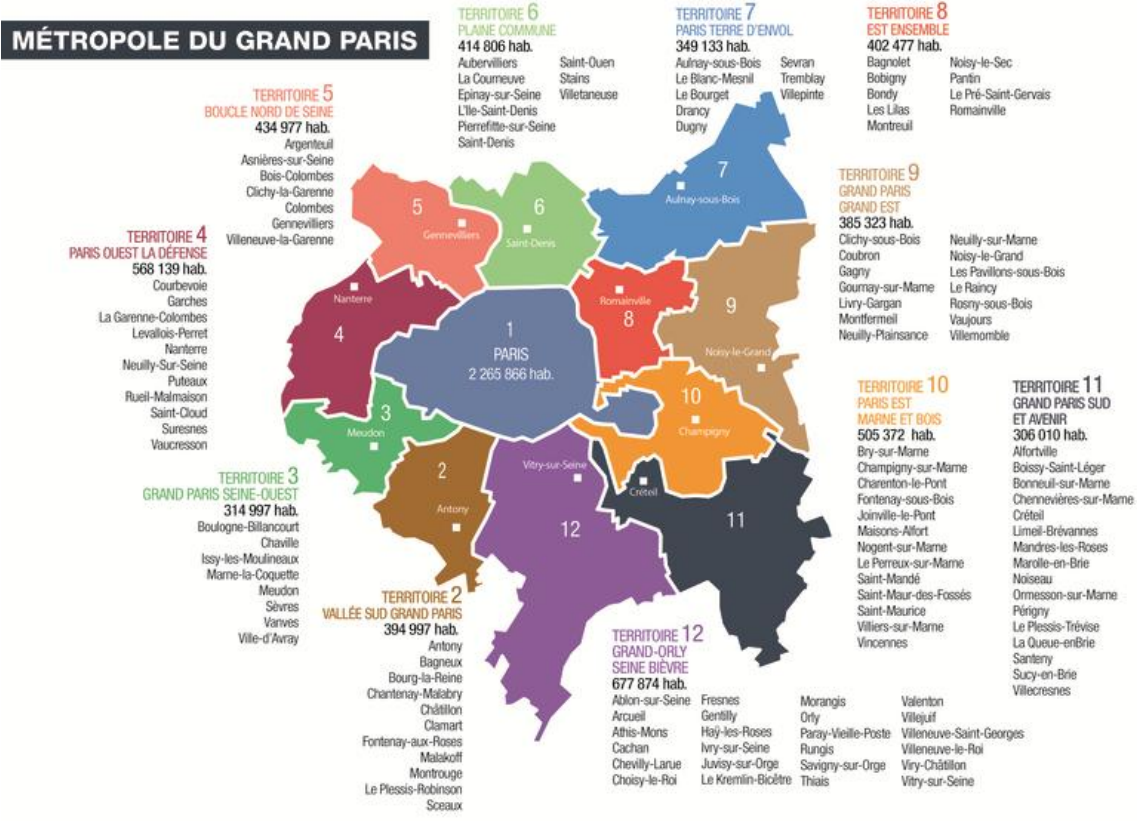 MÉTROPOLE DU GRAND PARIS
TERRITOIRE 6
PLAINE COMMUNE
414 806 hab.
Aubervilliers
La Courneuve
Epinay-sur-Seine
L'Ile-Saint-Denis
Pierrefitte-sur-Seine
Saint-Denis
Saint-Ouen
Stains
Villetaneuse
TERRITOIRE 7
PARIS TERRE D'ENVOL
349 133 hab.
Aulnay-sous-Bois
Le Blanc-Mesnil
Le Bourget
Drancy
Dugny
Sevran
Tremblay
Villepinte
TERRITOIRE 8
EST ENSEMBLE
402 477 hab.
Bagnolet
Bobigny
Bondy
Les Lilas
Montreuil
Noisy-le-Sec
Pantin
Le Pré-Saint-Gervais
Romainville
TERRITOIRE 5
BOUCLE NORD DE SEINE
434 977 hab.
Argenteuil
Asnières-sur-Seine
Bois-Colombes
Clichy-la-Garenne
Colombes
Gennevilliers
Villeneuve-la-Garenne
TERRITOIRE 9
GRAND PARIS
GRAND EST
385 323 hab.
Clichy-sous-Bois
Coubron
Gagny
Gournay-sur-Marne
Livry-Gargan
Montfermeil
Neuilly-Plaisance
Neuilly-sur-Marne
Noisy-le-Grand
Les Pavillons-sous-Bois
Le Raincy
Rosny-sous-Bois
Vaujours
Villemomble
TERRITOIRE 4
PARIS OUEST LA DÉFENSE
568 139 hab.
Courbevoie
Garches
La Garenne-Colombes
Levallois-Perret
Nanterre
Neuilly-Sur-Seine
Puteaux
Rueil-Malmaison
Saint-Cloud
Suresnes
Vaucresson
7
Aulnay-sous-Bois
5
Gennevilliers
6
Saint-Denis
Nanterre
4
Romainville
8
9
Noisy-le-Grand
1
PARIS
2 265 866 hab.
10
Champigny
3
Meudon
2
Antony
Vitry-sur-Seine
12
Créteil
11
TERRITOIRE 10
PARIS EST
MARNE ET BOIS
505 372 hab.
Bry-sur-Marne
Champigny-sur-Marne
Charenton-le-Pont
Fontenay-sous-Bois
Joinville-le-Pont
Maisons-Alfort
Nogent-sur-Marne
Le Perreux-sur-Marne
Saint-Mandé
Saint-Maur-des-Fossés
Saint-Maurice
Villiers-sur-Marne
Vincennes
TERRITOIRE 11
GRAND PARIS SUD
ET AVENIR
306 010 hab.
Alfortville
Boissy-Saint-Léger
Bonneuil-sur-Marne
Chennevières-sur-Marne
Créteil
Limeil-Brévannes
Mandres-les-Roses
Marolle-en-Brie
Noiseau
Ormesson-sur-Marne
Périgny
Le Plessis-Trévise
La Queue-enBrie
Santeny
Sucy-en-Brie
Villecresnes
TERRITOIRE 3
GRAND PARIS SEINE-OUEST
314 997 hab.
Boulogne-Billancourt
Chaville
Issy-les-Moulineaux
Marne-la-Coquette
Meudon
Sèvres
Vanves
Ville-d'Avray
TERRITOIRE 2
VALLÉE SUD GRAND PARIS
394 997 hab.
Antony
Bagneux
Bourg-la-Reine
Chantenay-Malabry
Châtillon
Clamart
Fontenay-aux-Roses
Malakoff
Montrouge
Le Plessis-Robinson
Sceaux
TERRITOIRE 12
GRAND-ORLY
SEINE BIÈVRE
677 874 hab.
Ablon-sur-Seine
Arcueil
Athis-Mons
Cachan
Chevilly-Larue
Choisy-le-Roi
Fresnes
Gentilly
Haÿ-les-Roses
Ivry-sur-Seine
Juvisy-sur-Orge
Le Kremlin-Bicêtre
Morangis
Orly
Paray-Vieille-Poste
Rungis
Savigny-sur-Orge
Thiais
Valenton
Villejuif
Villeneuve-Saint-Georges
Villeneuve-le-Roi
Viry-Châtillon
Vitry-sur-Seine